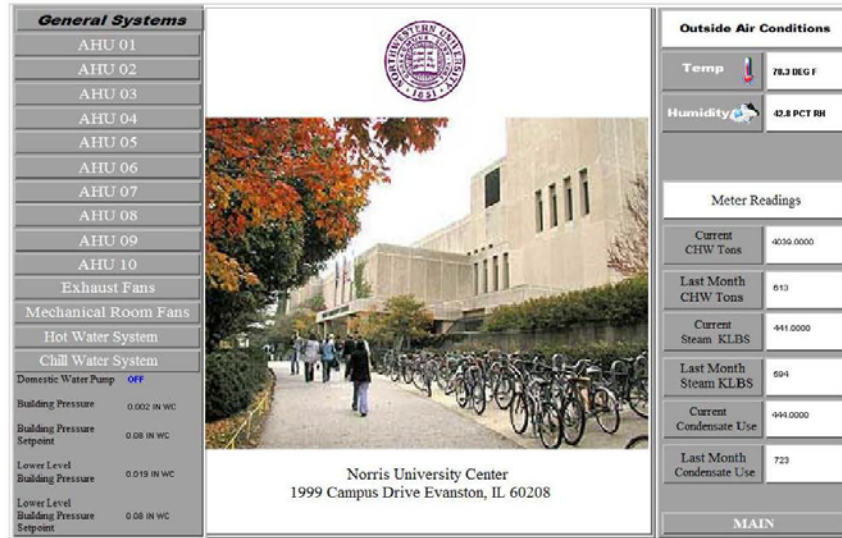 General Systems
AHU 01
AHU 02
AHU 03
AHU 04
AHU 05
AHU 06
AHU 07
AHU 08
AHU 09
AHU 10
Exhaust Fans
Mechanical Room Fans
Hot Water System
Chill Water System
Domestic Water Pump OFF
Building Pressure 0.002 IN WC
Building Pressure
Setpoint 0.08 IN WC
Lower Level
Building Pressure 0.019 IN WC
Lower Level
Building Pressure
Setpoint 0.08 IN WC
NORTHWESTERN UNIVERSITY
1851
Norris University Center
1999 Campus Drive Evanston, IL 60208
Outside Air Conditions
Temp 78.3 DEG F
Humidity 42.8 PCT RH
Meter Readings
Current
CHW Tons 4039.0000
Last Month
CHW Tons 613
Current
Steam KLBS 441.0000
Last Month
Steam KLBS 594
Current
Condensate Use 444.0000
Last Month
Condensate Use 723
MAIN